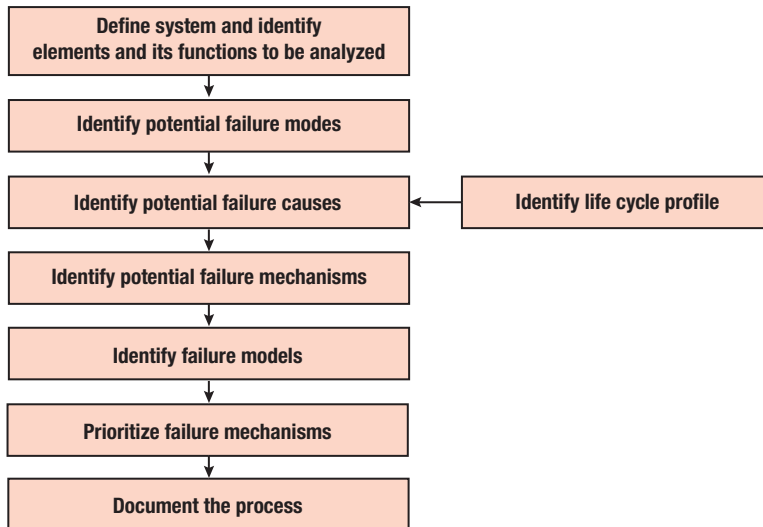 Define system and identify
elements and its functions to be analyzed
Identify potential failure modes
Identify potential failure causes
Identify life cycle profile
Identify potential failure mechanisms
Identify failure models
Prioritize failure mechanisms
Document the process